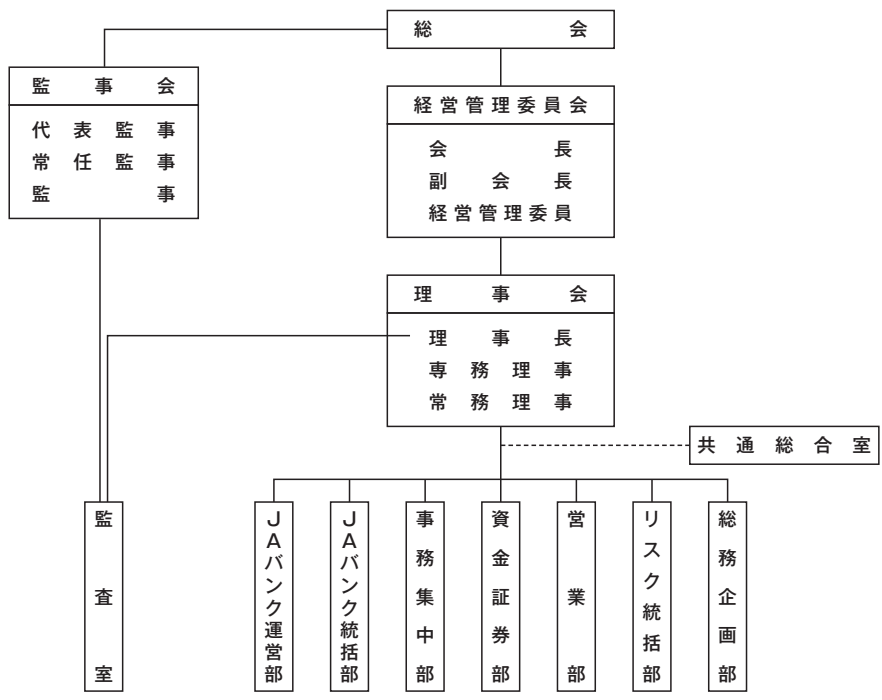 総会
監事会
代表監事
常任監事
監事
経営管理委員会
会長
副会長
経営管理委員
理事会
理事長
専務理事
常務理事
共通総合室
監査室
JAバンク運営部
JAバンク統括部
事務集中部
資金証券部
営業部
リスク統括部
総務企画部